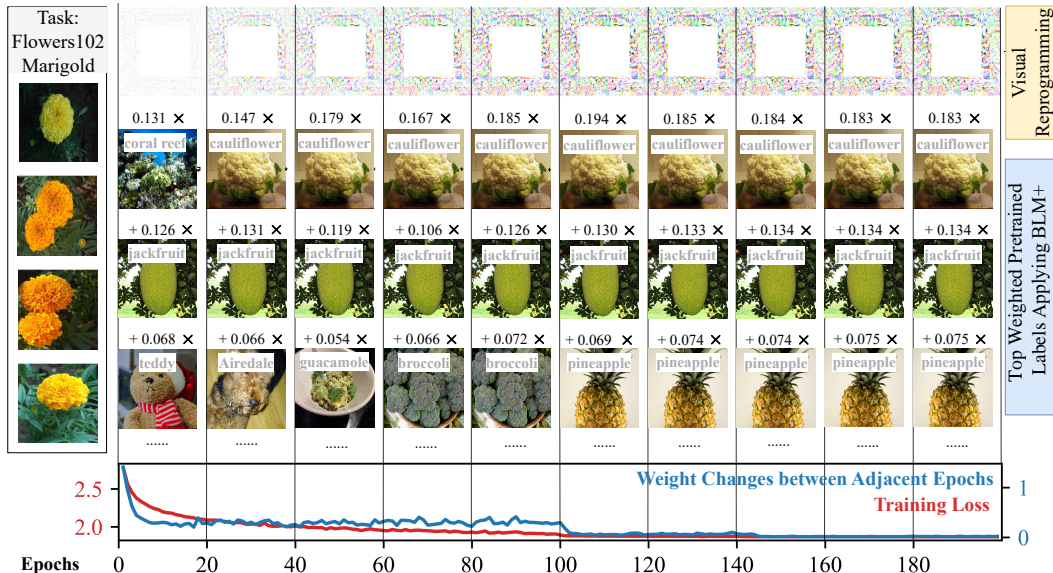 Task:
Flowers102
Marigold
Visual
Reprogramming
0.131 × 0.147 × 0.179 × 0.167 × 0.185 × 0.194 × 0.185 × 0.184 × 0.183 × 0.183 ×
coral reef cauliflower cauliflower cauliflower cauliflower cauliflower cauliflower cauliflower cauliflower cauliflower
+ 0.126 × + 0.131 × + 0.119 × + 0.106 × + 0.126 × + 0.130 × + 0.133 × + 0.134 × + 0.134 × + 0.134 ×
jackfruit jackfruit jackfruit jackfruit jackfruit jackfruit jackfruit jackfruit jackfruit jackfruit
+ 0.068 × + 0.066 × + 0.054 × + 0.066 × + 0.072 × + 0.069 × + 0.074 × + 0.074 × + 0.075 × + 0.075 ×
teddy Airedale guacamole broccoli broccoli pineapple pineapple pineapple pineapple pineapple
...... ...... ...... ...... ...... ...... ...... ...... ...... ......
Top Weighted Pretrained
Labels Applying BLM+
Weight Changes between Adjacent Epochs
Training Loss
2.5 1
2.0 0
Epochs 0 20 40 60 80 100 120 140 160 180